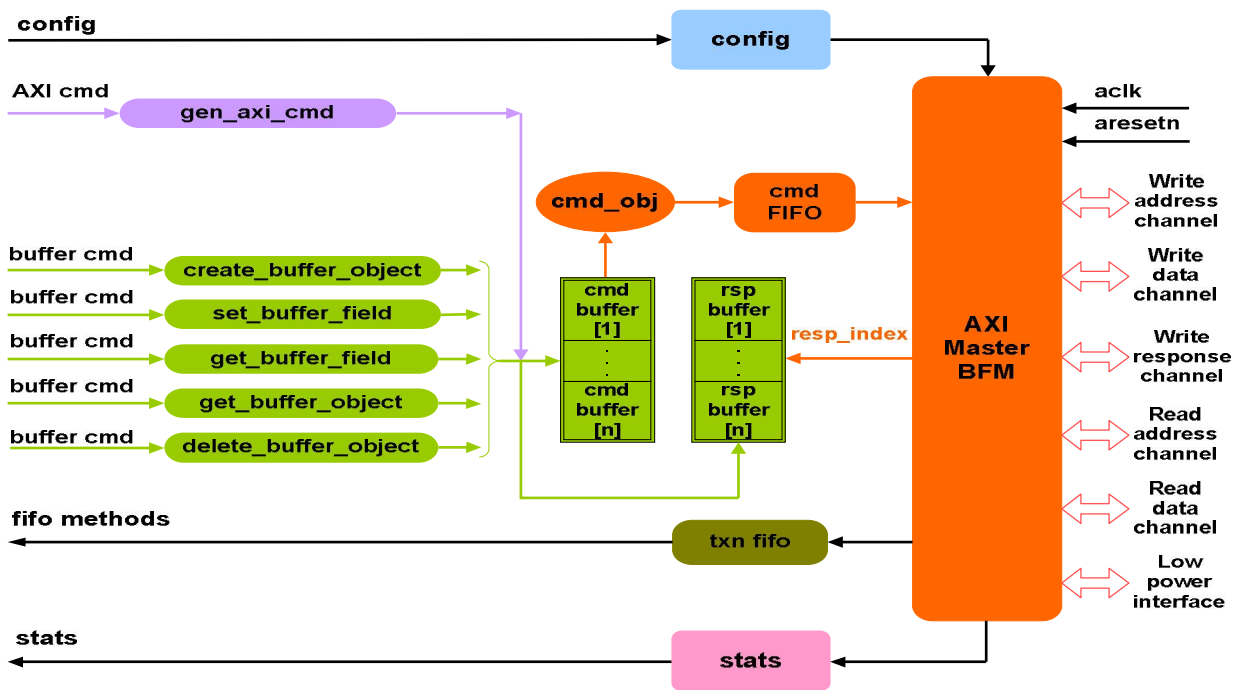 config
config
AXI cmd
gen_axi_cmd
aclk
aresetn
cmd_obj
cmd
FIFO
Write
address
channel
buffer cmd
create_buffer_object
buffer cmd
set_buffer_field
buffer cmd
get_buffer_field
buffer cmd
get_buffer_object
buffer cmd
delete_buffer_object
cmd
buffer
[1]
.
.
.
cmd
buffer
[n]
rsp
buffer
[1]
.
.
.
rsp
buffer
[n]
resp_index
AXI
Master
BFM
Write
data
channel
Write
response
channel
Read
address
channel
Read
data
channel
Low
power
interface
fifo methods
txn fifo
stats
stats